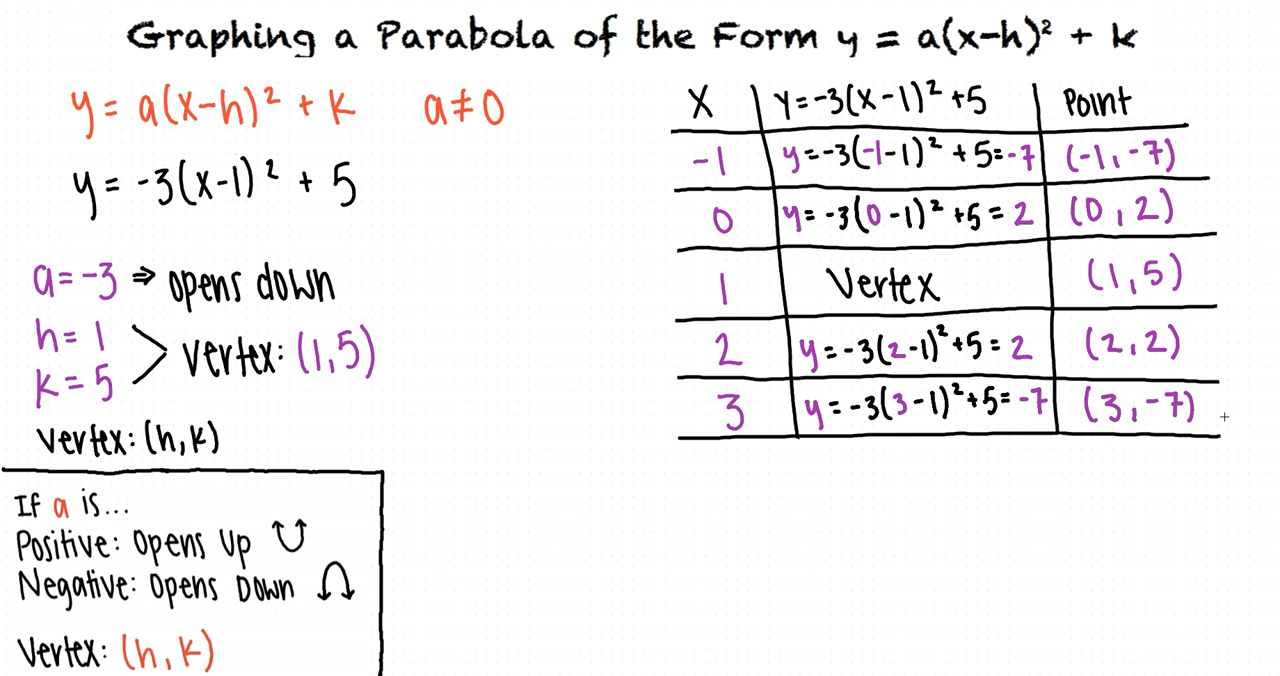 Graphing a Parabola of the Form y = a(x-h)² + k
y = a(x-h)² + k a≠0
y = -3(x-1)² + 5
a = -3 ⇒ opens down
h = 1
k = 5
> vertex: (1,5)
vertex: (h,k)
If a is...
Positive: Opens Up
Negative: Opens Down
Vertex: (h,k)
X Y=-3(x-1)²+5 Point
-1 y=-3(-1-1)²+5=-7 (-1,-7)
0 y=-3(0-1)²+5=2 (0,2)
1 Vertex (1,5)
2 y=-3(2-1)²+5=2 (2,2)
3 y=-3(3-1)²+5=-7 (3,-7)